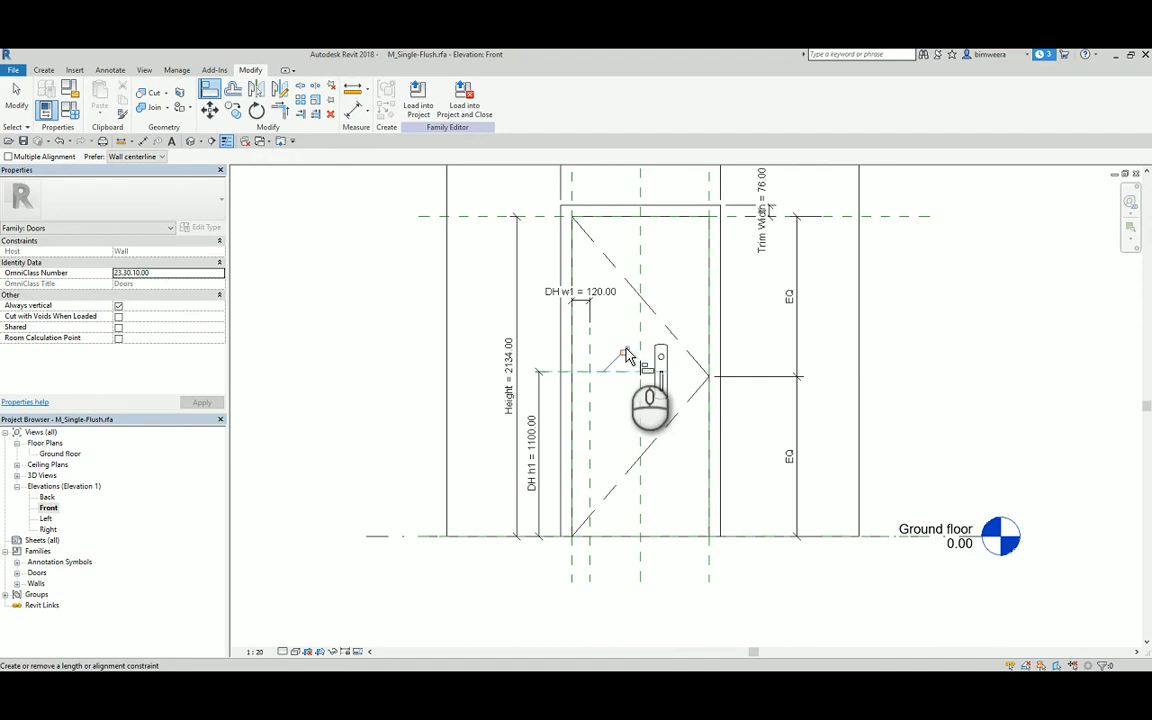 Autodesk Revit 2018 - M_Single-Flush.rfa - Elevation: Front
Type a keyword or phrase
bimweera
3
File Create Insert Annotate View Manage Add-Ins Modify
Modify
Paste
Cut
Join
Load into Project
Load into Project and Close
Select Properties Clipboard Geometry Modify Measure Create Family Editor
Multiple Alignment Prefer: Wall centerline
Properties
Family: Doors
Edit Type
Constraints
Host Wall
Identity Data
OmniClass Number 23.30.10.00
OmniClass Title Doors
Other
Always vertical
Cut with Voids When Loaded
Shared
Room Calculation Point
Properties help
Apply
Project Browser - M_Single-Flush.rfa
Views (all)
Floor Plans
Ground floor
Ceiling Plans
3D Views
Elevations (Elevation 1)
Back
Front
Left
Right
Sheets (all)
Families
Annotation Symbols
Doors
Walls
Groups
Revit Links
Trim Width = 76.00
DH w1 = 120.00
EQ
Height = 2134.00
DH h1 = 1100.00
EQ
Ground floor
0.00
1 : 20
Create or remove a length or alignment constraint
:0